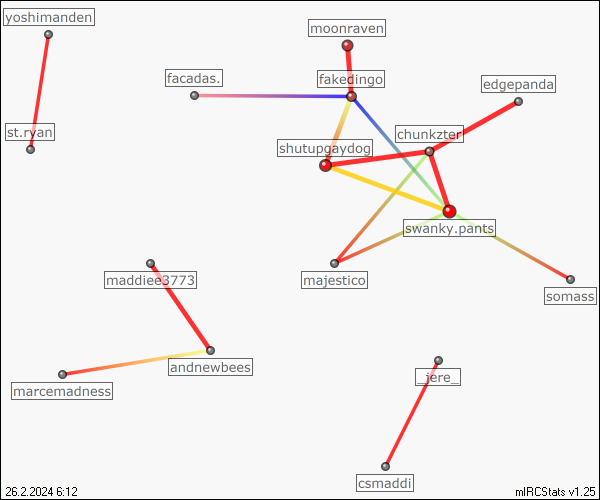 yoshimanden
moonraven
facadas.
fakedingo
edgepanda
st.ryan
chunkzter
shutupgaydog
swanky.pants
maddiee3773
majestico
somass
andnewbees
marcemadness
_jere_
csmaddi
26.2.2024 6:12
mIRCStats v1.25